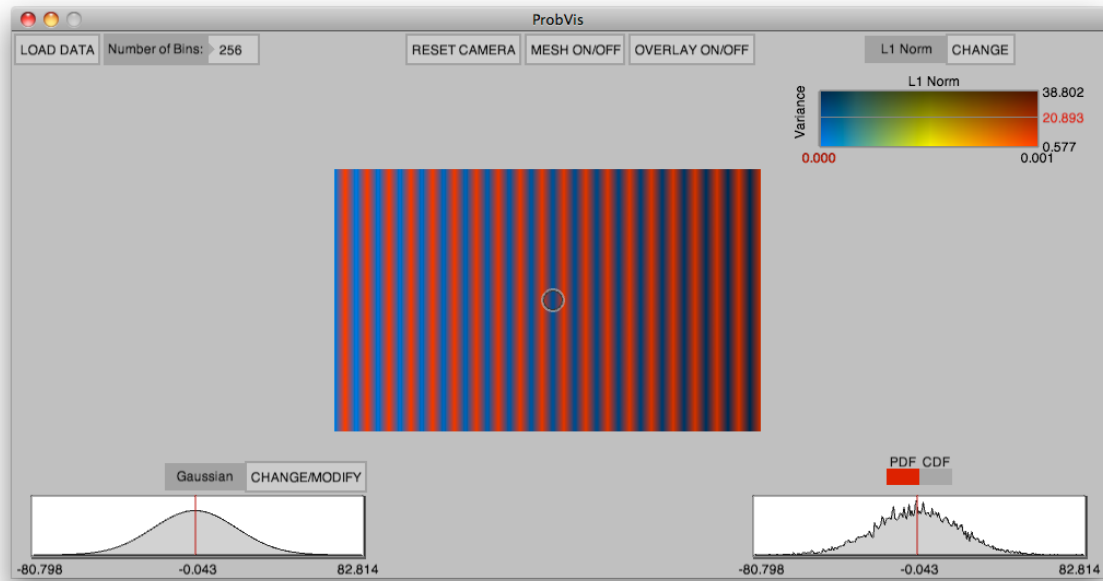 ProbVis
LOAD DATA Number of Bins: 256 RESET CAMERA MESH ON/OFF OVERLAY ON/OFF L1 Norm CHANGE
L1 Norm
Variance
38.802
20.893
0.577
0.000 0.001
PDF CDF
Gaussian CHANGE/MODIFY
-80.798 -0.043 82.814 -80.798 -0.043 82.814